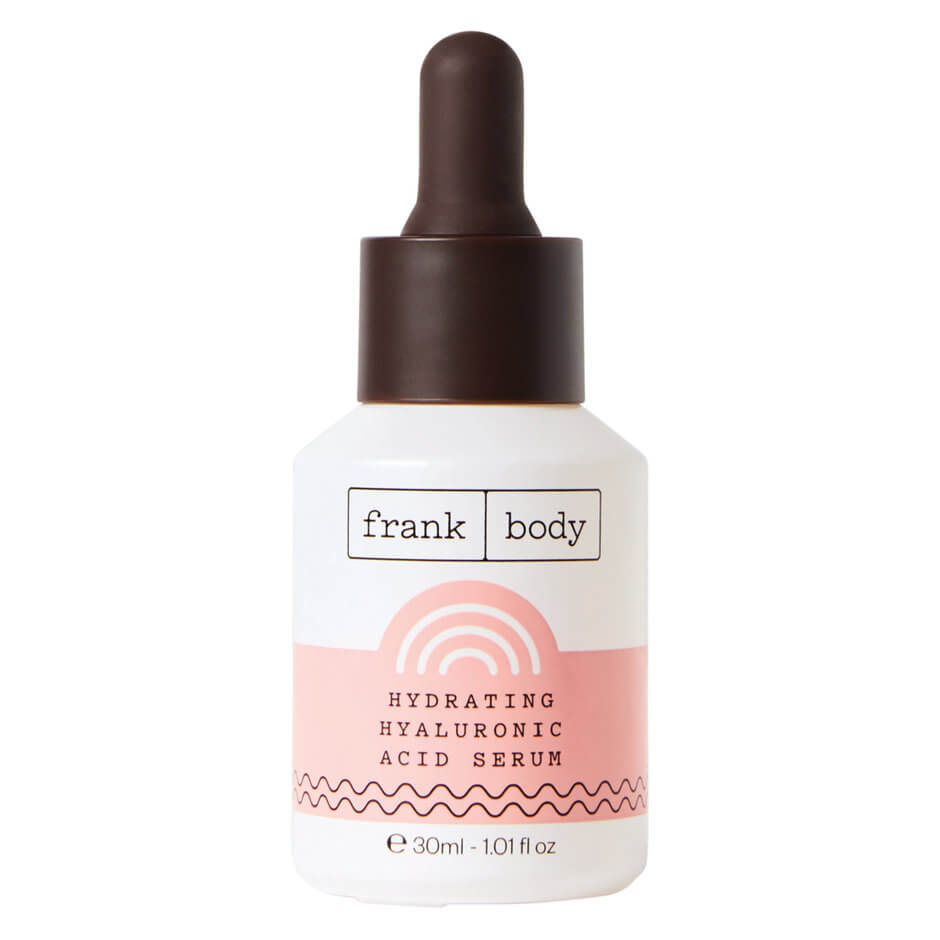 frank body
HYDRATING
HYALURONIC
ACID SERUM
℮ 30ml - 1.01 fl oz